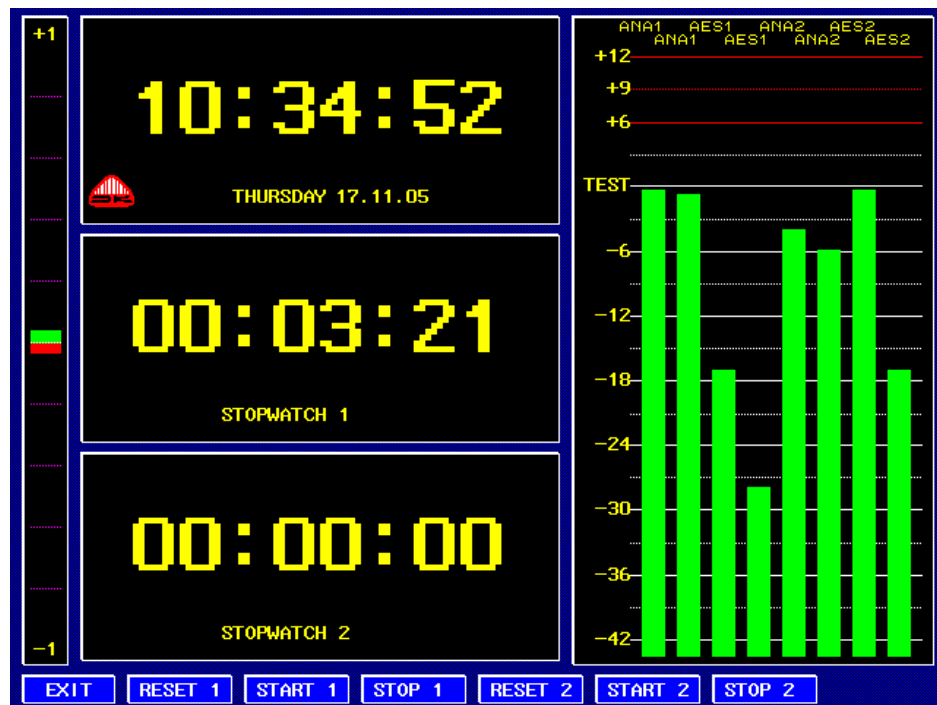 +1
-1
10:34:52
THURSDAY 17.11.05
00:03:21
STOPWATCH 1
00:00:00
STOPWATCH 2
ANA1 AES1 ANA2 AES2
ANA1 AES1 ANA2 AES2
+12
+9
+6
TEST
-6
-12
-18
-24
-30
-36
-42
EXIT RESET 1 START 1 STOP 1 RESET 2 START 2 STOP 2